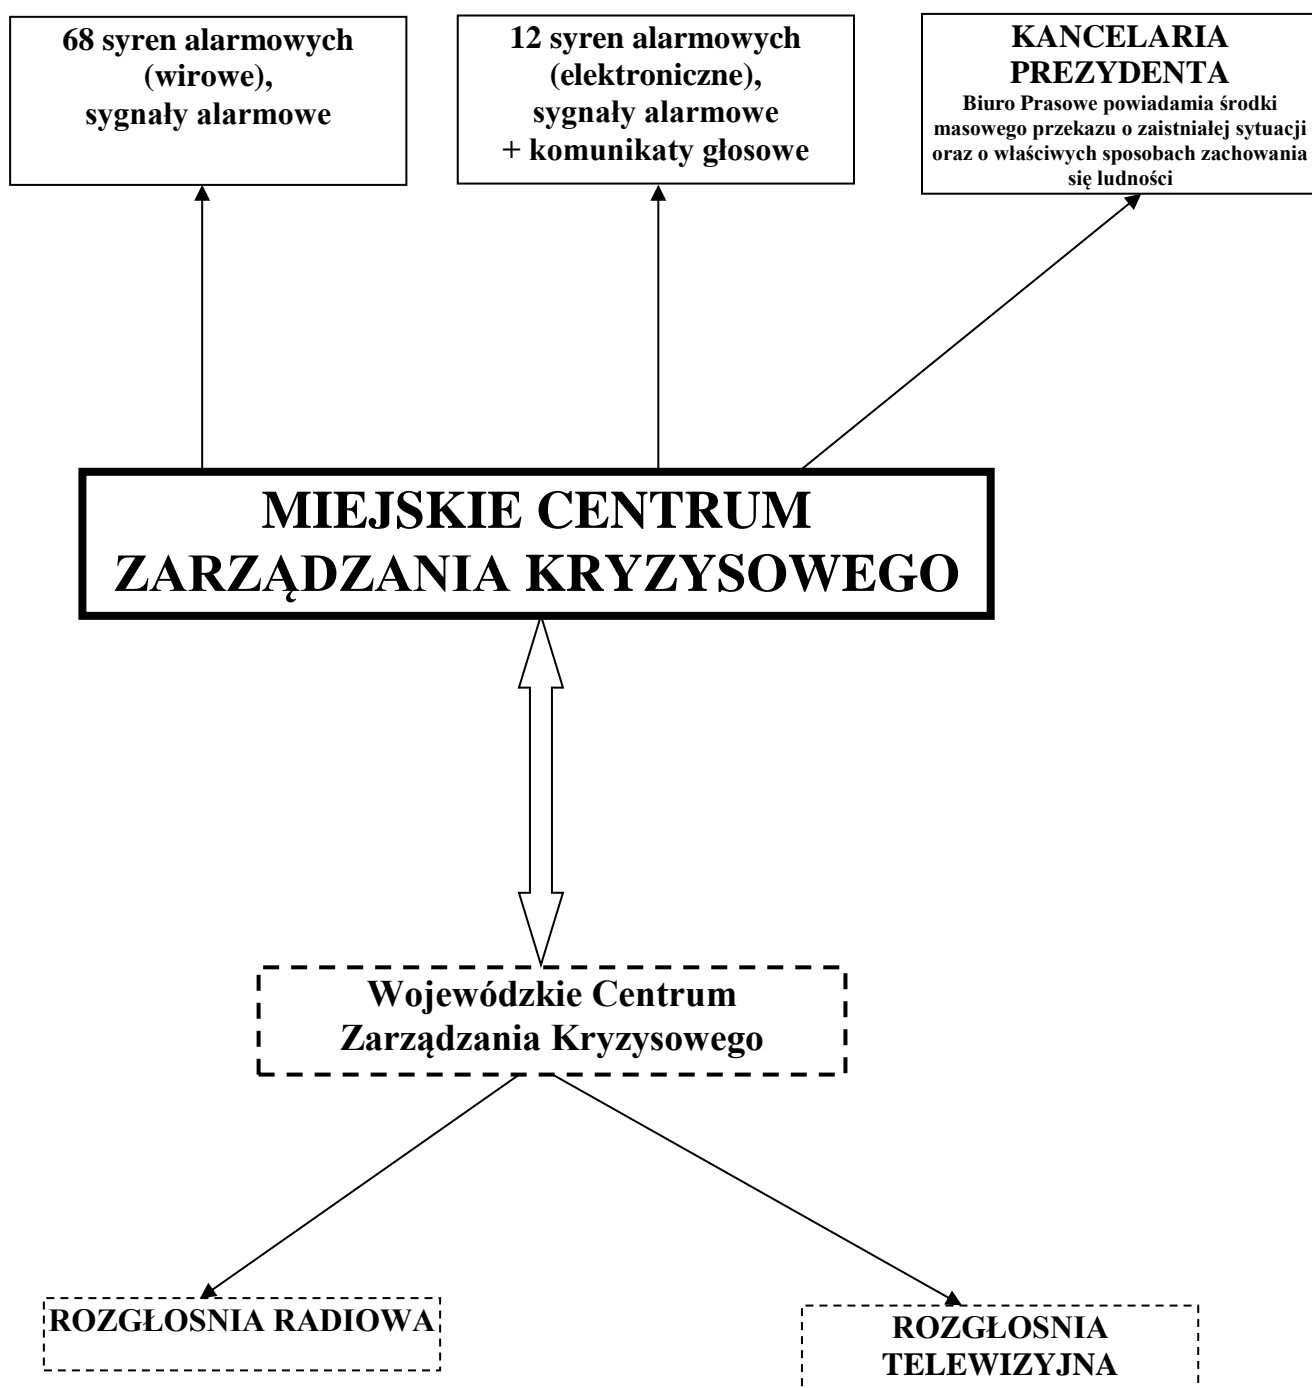 68 syren alarmowych
(wirowe),
sygnały alarmowe
12 syren alarmowych
(elektroniczne),
sygnały alarmowe
+ komunikaty głosowe
KANCELARIA
PREZYDENTA
Biuro Prasowe powiadamia środki
masowego przekazu o zaistniałej sytuacji
oraz o właściwych sposobach zachowania
się ludności
MIEJSKIE CENTRUM
ZARZĄDZANIA KRYZYSOWEGO
Wojewódzkie Centrum
Zarządzania Kryzysowego
ROZGŁOSNIA RADIOWA
ROZGŁOSNIA
TELEWIZYJNA